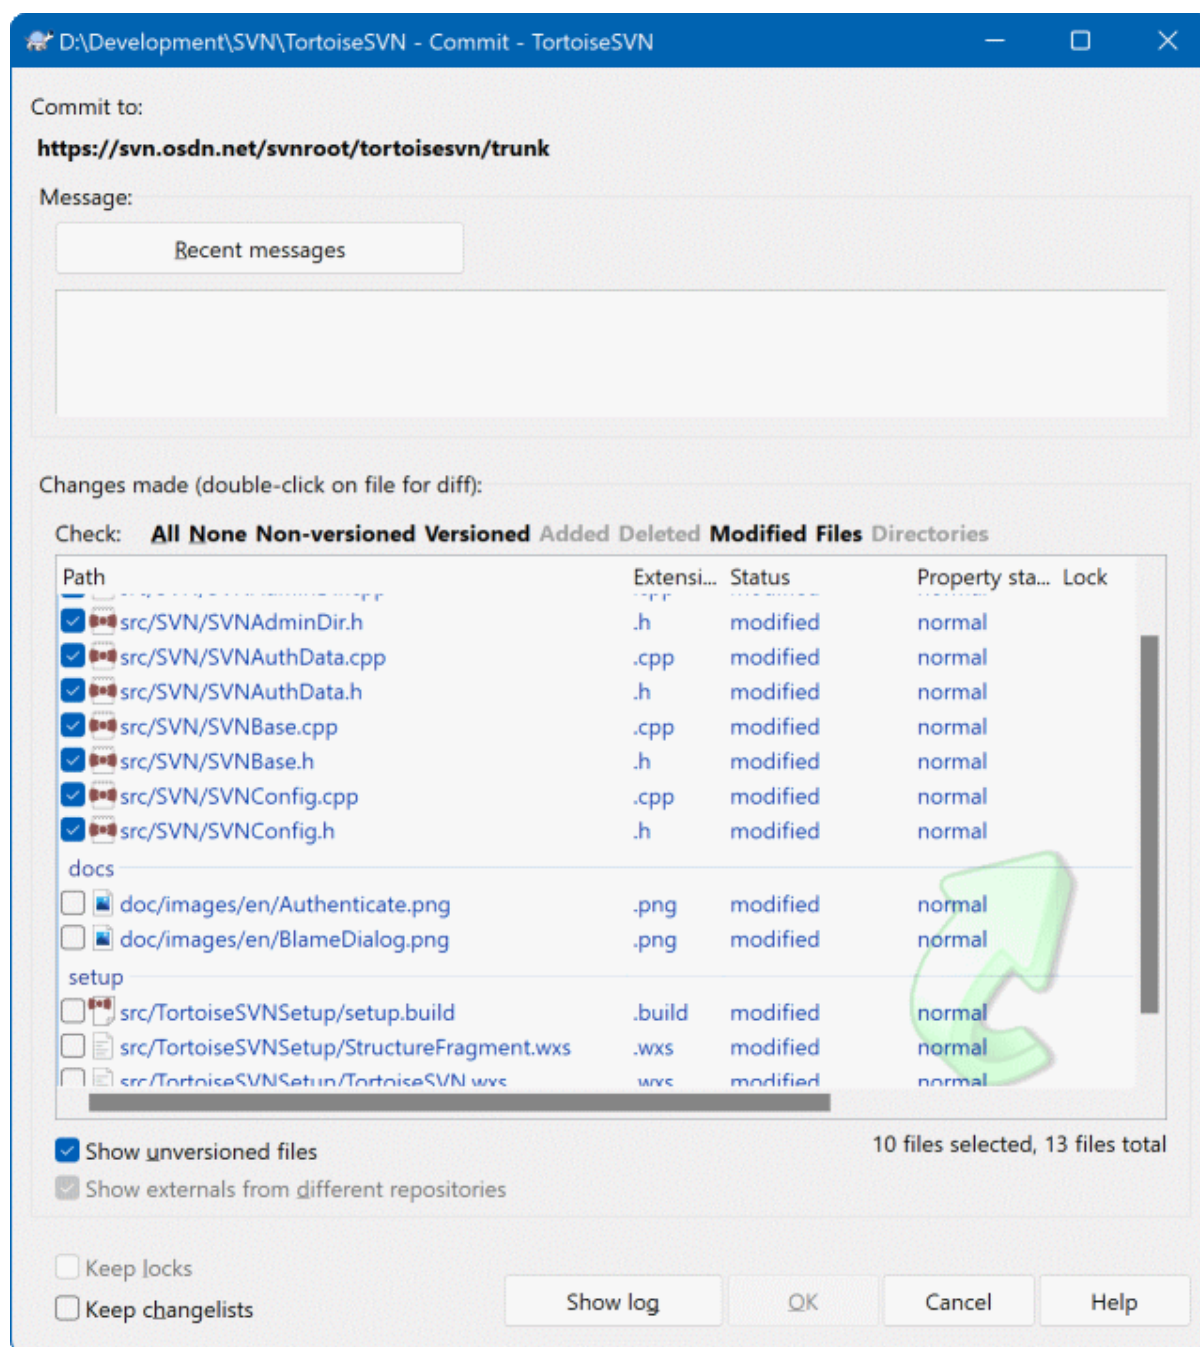 D:\Development\SVN\TortoiseSVN - Commit - TortoiseSVN
Commit to:
https://svn.osdn.net/svnroot/tortoisesvn/trunk
Message:
Recent messages
Changes made (double-click on file for diff):
Check: All None Non-versioned Versioned Added Deleted Modified Files Directories
Path Extensi... Status Property sta... Lock
src/SVN/SVNAdminDir.h .h modified normal
src/SVN/SVNAuthData.cpp .cpp modified normal
src/SVN/SVNAuthData.h .h modified normal
src/SVN/SVNBase.cpp .cpp modified normal
src/SVN/SVNBase.h .h modified normal
src/SVN/SVNConfig.cpp .cpp modified normal
src/SVN/SVNConfig.h .h modified normal
docs
doc/images/en/Authenticate.png .png modified normal
doc/images/en/BlameDialog.png .png modified normal
setup
src/TortoiseSVNSetup/setup.build .build modified normal
src/TortoiseSVNSetup/StructureFragment.wxs .wxs modified normal
src/TortoiseSVNSetup/TortoiseSVN.wxs .wxs modified normal
Show unversioned files 10 files selected, 13 files total
Show externals from different repositories
Keep locks
Keep changelists
Show log OK Cancel Help